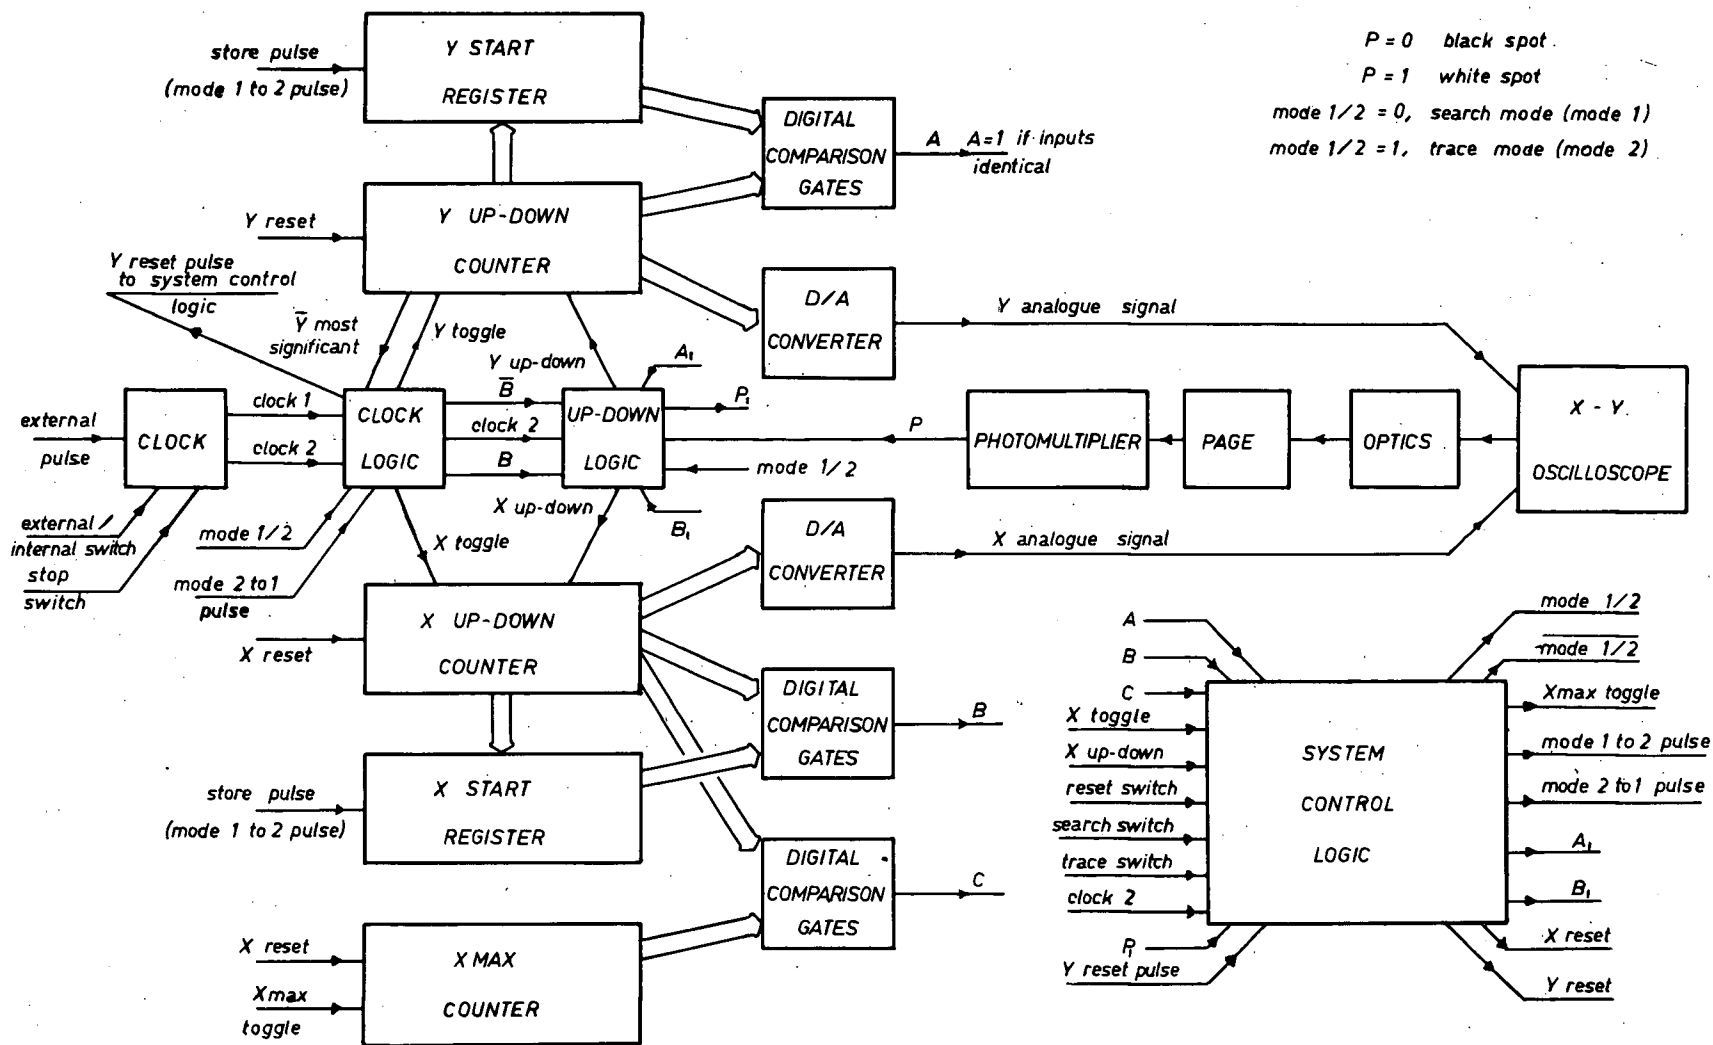 Y START
REGISTER
store pulse
(mode 1 to 2 pulse)
P = 0 black spot
P = 1 white spot
mode 1/2 = 0, search mode (mode 1)
mode 1/2 = 1, trace mode (mode 2)
DIGITAL
COMPARISON
GATES
A
A=1 if inputs
identical
Y UP-DOWN
COUNTER
Y reset
Y reset pulse
to system control
logic
Y̅ most
significant
Y toggle
Y up-down
D/A
CONVERTER
Y analogue signal
external
pulse
CLOCK
clock 1
clock 2
CLOCK
LOGIC
B̅
clock 2
B
UP-DOWN
LOGIC
A₁
P₁
P
mode 1/2
B₁
PHOTOMULTIPLIER
PAGE
OPTICS
X - Y
OSCILLOSCOPE
external/
internal switch
stop
switch
mode 1/2
mode 2 to 1
pulse
X toggle
X up-down
D/A
CONVERTER
X analogue signal
X UP-DOWN
COUNTER
X reset
DIGITAL
COMPARISON
GATES
B
X START
REGISTER
store pulse
(mode 1 to 2 pulse)
DIGITAL
COMPARISON
GATES
C
X MAX
COUNTER
X reset
Xmax
toggle
A
B
C
X toggle
X up-down
reset switch
search switch
trace switch
clock 2
P₁
Y reset pulse
SYSTEM
CONTROL
LOGIC
mode 1/2
m̅o̅d̅e̅ ̅1̅/̅2̅
Xmax toggle
mode 1 to 2 pulse
mode 2 to 1 pulse
A₁
B₁
X reset
Y reset